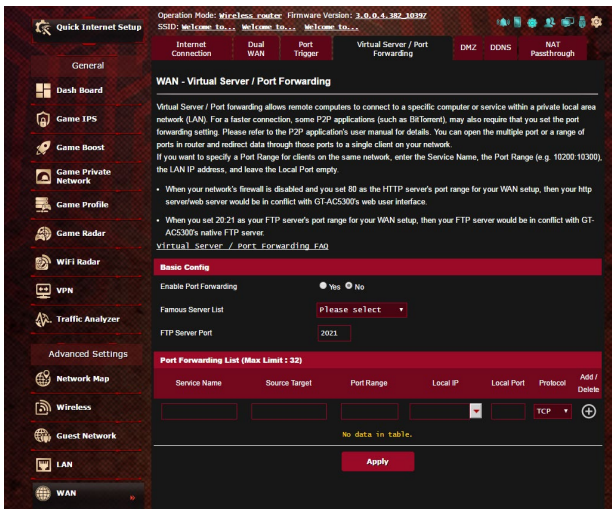 Quick Internet Setup
Operation Mode: Wireless router Firmware Version: 3.0.0.4.382_10397
SSID: Welcome to... Welcome to... Welcome to...
Internet Connection
Dual WAN
Port Trigger
Virtual Server / Port Forwarding
DMZ
DDNS
NAT Passthrough
General
Dash Board
Game IPS
Game Boost
Game Private Network
Game Profile
Game Radar
WiFi Radar
VPN
Traffic Analyzer
Advanced Settings
Network Map
Wireless
Guest Network
LAN
WAN
WAN - Virtual Server / Port Forwarding
Virtual Server / Port forwarding allows remote computers to connect to a specific computer or service within a private local area
network (LAN). For a faster connection, some P2P applications (such as BitTorrent), may also require that you set the port
forwarding setting. Please refer to the P2P application's user manual for details. You can open the multiple port or a range of
ports in router and redirect data through those ports to a single client on your network.
If you want to specify a Port Range for clients on the same network, enter the Service Name, the Port Range (e.g. 10200:10300),
the LAN IP address, and leave the Local Port empty.
• When your network's firewall is disabled and you set 80 as the HTTP server's port range for your WAN setup, then your http
server/web server would be in conflict with GT-AC5300's web user interface.
• When you set 20:21 as your FTP server's port range for your WAN setup, then your FTP server would be in conflict with GT-
AC5300's native FTP server.
Virtual Server / Port Forwarding FAQ
Basic Config
Enable Port Forwarding Yes No
Famous Server List Please select
FTP Server Port 2021
Port Forwarding List (Max Limit : 32)
Service Name Source Target Port Range Local IP Local Port Protocol Add / Delete
TCP
No data in table.
Apply